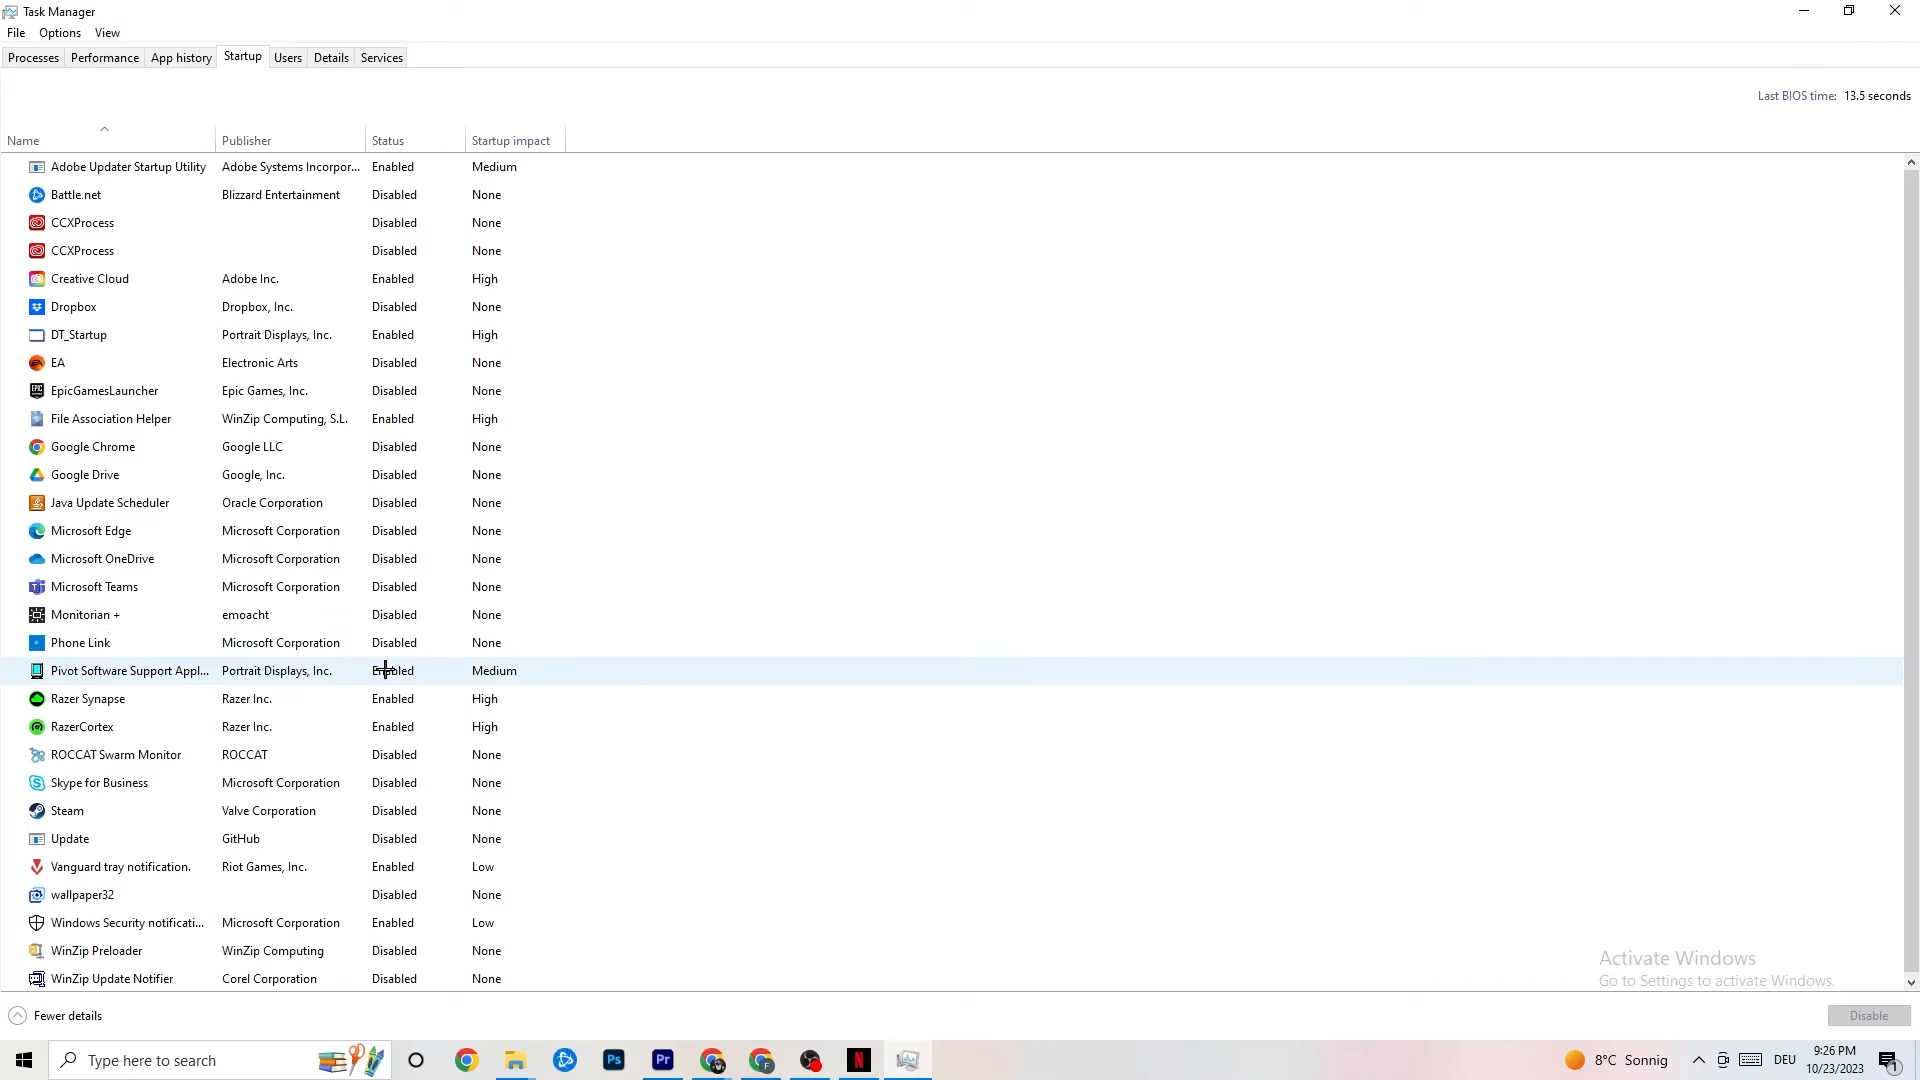 Task Manager
File Options View
Processes Performance App history Startup Users Details Services
Last BIOS time: 13.5 seconds
Name Publisher Status Startup impact
Adobe Updater Startup Utility Adobe Systems Incorpor... Enabled Medium
Battle.net Blizzard Entertainment Disabled None
CCXProcess Disabled None
CCXProcess Disabled None
Creative Cloud Adobe Inc. Enabled High
Dropbox Dropbox, Inc. Disabled None
DT_Startup Portrait Displays, Inc. Enabled High
EA Electronic Arts Disabled None
EpicGamesLauncher Epic Games, Inc. Disabled None
File Association Helper WinZip Computing, S.L. Enabled High
Google Chrome Google LLC Disabled None
Google Drive Google, Inc. Disabled None
Java Update Scheduler Oracle Corporation Disabled None
Microsoft Edge Microsoft Corporation Disabled None
Microsoft OneDrive Microsoft Corporation Disabled None
Microsoft Teams Microsoft Corporation Disabled None
Monitorian + emoacht Disabled None
Phone Link Microsoft Corporation Disabled None
Pivot Software Support Appl... Portrait Displays, Inc. Enabled Medium
Razer Synapse Razer Inc. Enabled High
RazerCortex Razer Inc. Enabled High
ROCCAT Swarm Monitor ROCCAT Disabled None
Skype for Business Microsoft Corporation Disabled None
Steam Valve Corporation Disabled None
Update GitHub Disabled None
Vanguard tray notification. Riot Games, Inc. Enabled Low
wallpaper32 Disabled None
Windows Security notificati... Microsoft Corporation Enabled Low
WinZip Preloader WinZip Computing Disabled None
WinZip Update Notifier Corel Corporation Disabled None
Activate Windows
Go to Settings to activate Windows.
Fewer details Disable
Type here to search Ps Pr F N 8°C Sonnig DEU 9:26 PM
10/23/2023 1